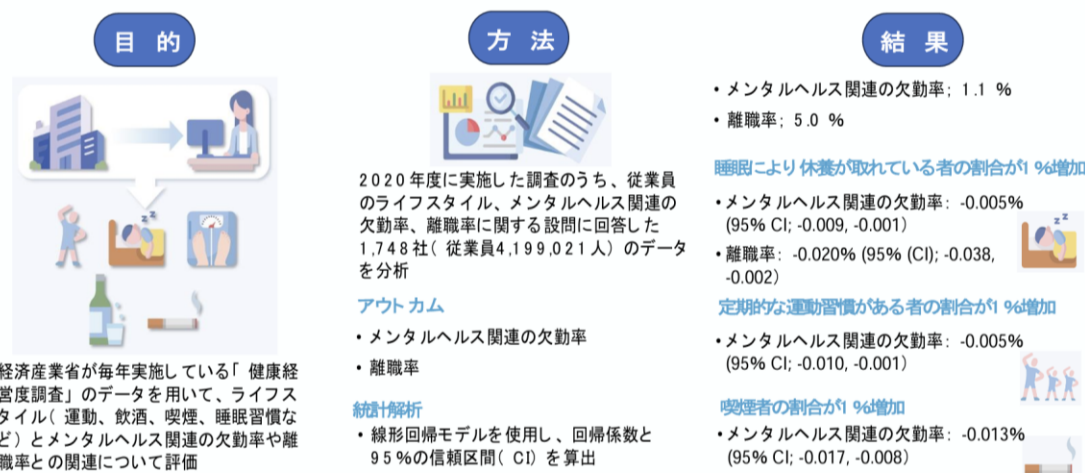 目 的
経済産業省が毎年実施している「健康経
営度調査」のデータを用いて、ライフス
タイル(運動、飲酒、喫煙、睡眠習慣な
ど)とメンタルヘルス関連の欠勤率や離
職率との関連について評価
方 法
2020年度に実施した調査のうち、従業員
のライフスタイル、メンタルヘルス関連の
欠勤率、離職率に関する設問に回答した
1,748社(従業員4,199,021人)のデータ
を分析
アウトカム
・メンタルヘルス関連の欠勤率
・離職率
統計解析
・線形回帰モデルを使用し、回帰係数と
95%の信頼区間(CI)を算出
結 果
・メンタルヘルス関連の欠勤率; 1.1 %
・離職率; 5.0 %
睡眠により休養が取れている者の割合が1%増加
・メンタルヘルス関連の欠勤率: -0.005%
(95% CI; -0.009, -0.001)
・離職率: -0.020% (95% (CI); -0.038,
-0.002)
定期的な運動習慣がある者の割合が1%増加
・メンタルヘルス関連の欠勤率: -0.005%
(95% CI; -0.010, -0.001)
喫煙者の割合が1%増加
・メンタルヘルス関連の欠勤率: -0.013%
(95% CI; -0.017, -0.008)